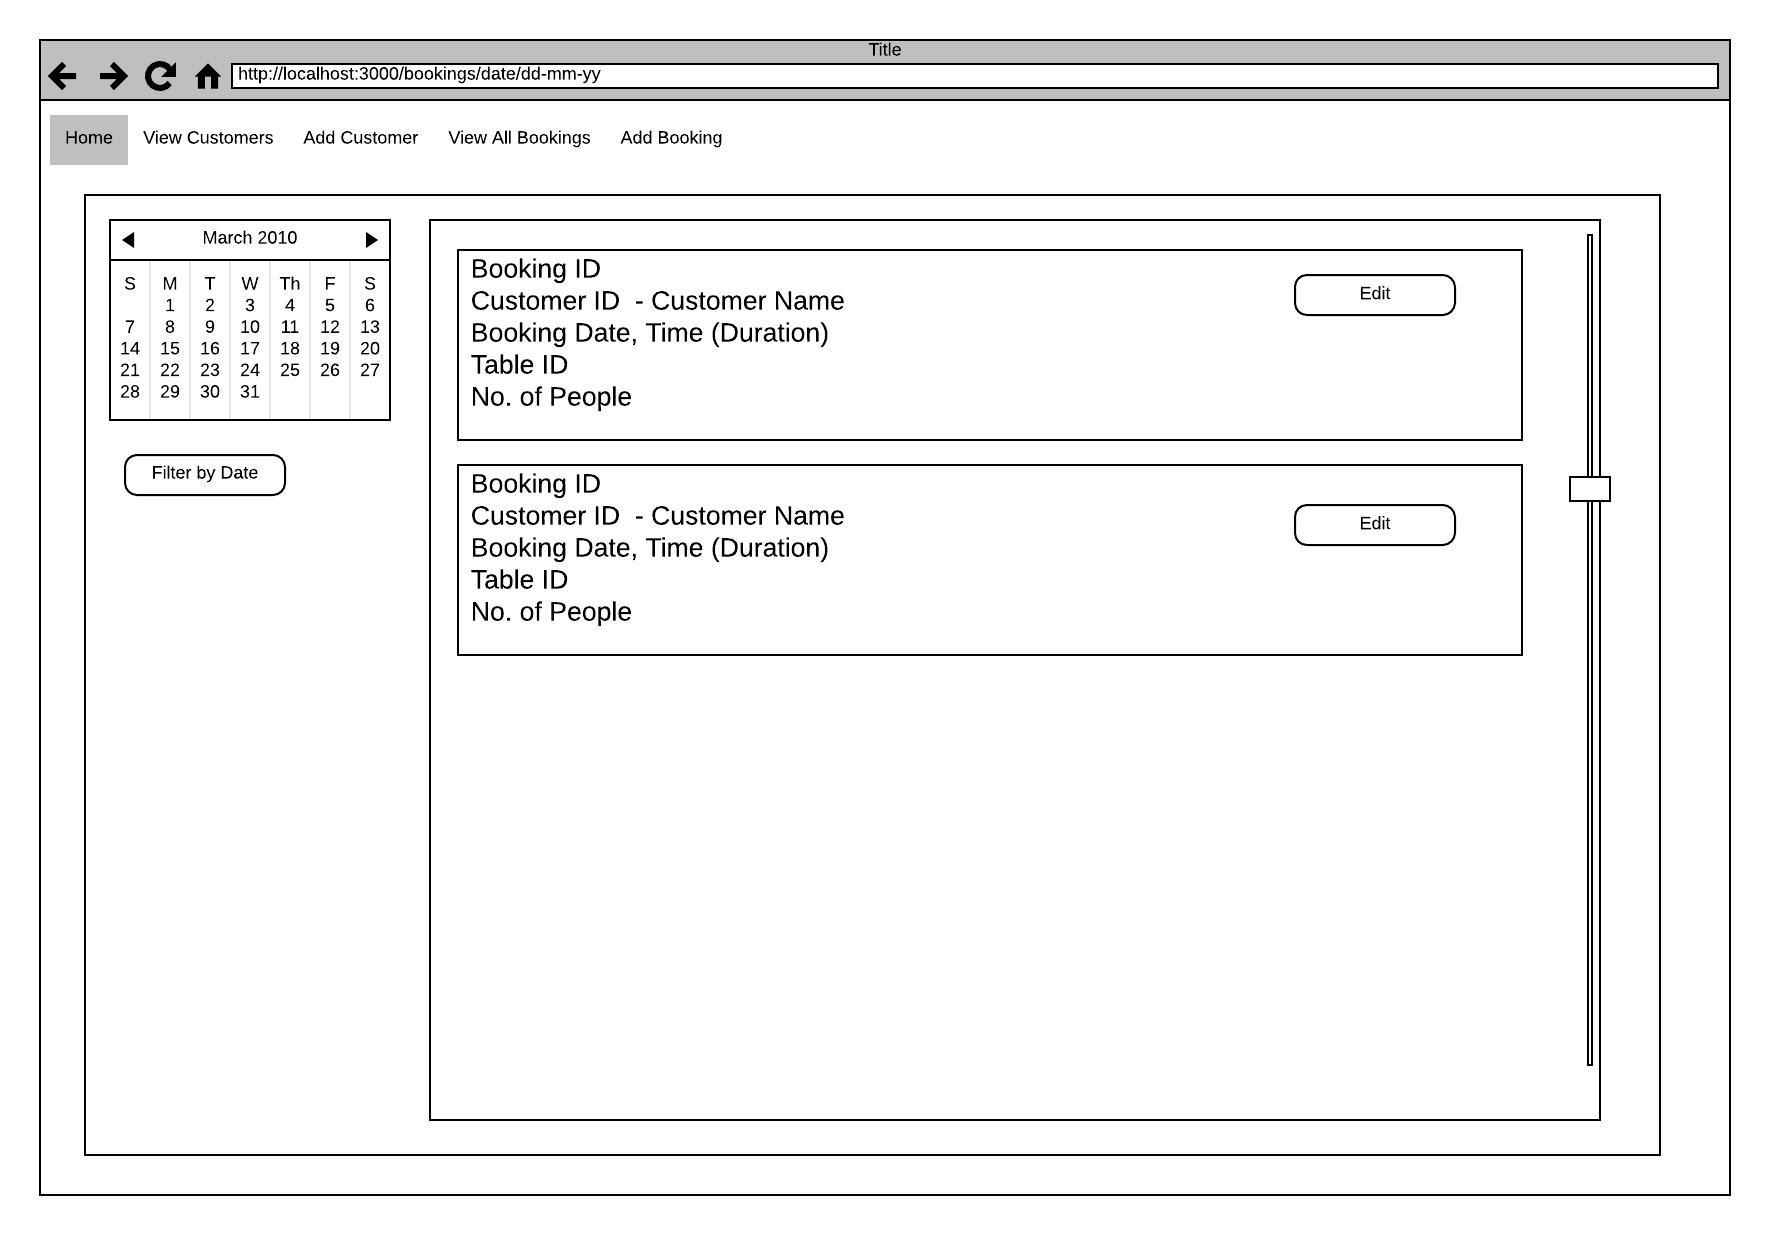 Title
http://localhost:3000/bookings/date/dd-mm-yy
Home View Customers Add Customer View All Bookings Add Booking
March 2010
S M T W Th F S
1 2 3 4 5 6
7 8 9 10 11 12 13
14 15 16 17 18 19 20
21 22 23 24 25 26 27
28 29 30 31
Filter by Date
Booking ID
Customer ID - Customer Name
Booking Date, Time (Duration)
Table ID
No. of People
Edit
Booking ID
Customer ID - Customer Name
Booking Date, Time (Duration)
Table ID
No. of People
Edit